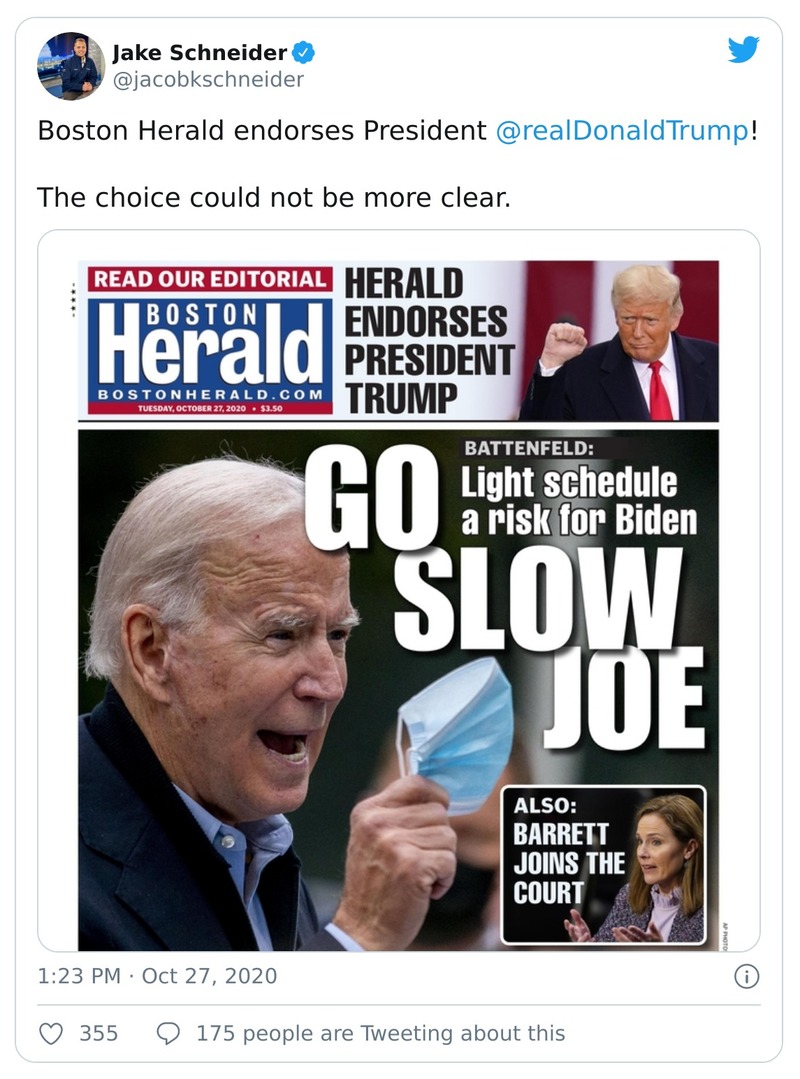 Jake Schneider
@jacobkschneider
Boston Herald endorses President @realDonaldTrump!
The choice could not be more clear.
READ OUR EDITORIAL
BOSTON
Herald
BOSTONHERALD.COM
TUESDAY, OCTOBER 27, 2020 • $3.50
HERALD
ENDORSES
PRESIDENT
TRUMP
BATTENFELD:
Light schedule
a risk for Biden
GO
SLOW
JOE
ALSO:
BARRETT
JOINS THE
COURT
AP PHOTO
1:23 PM · Oct 27, 2020
355
175 people are Tweeting about this